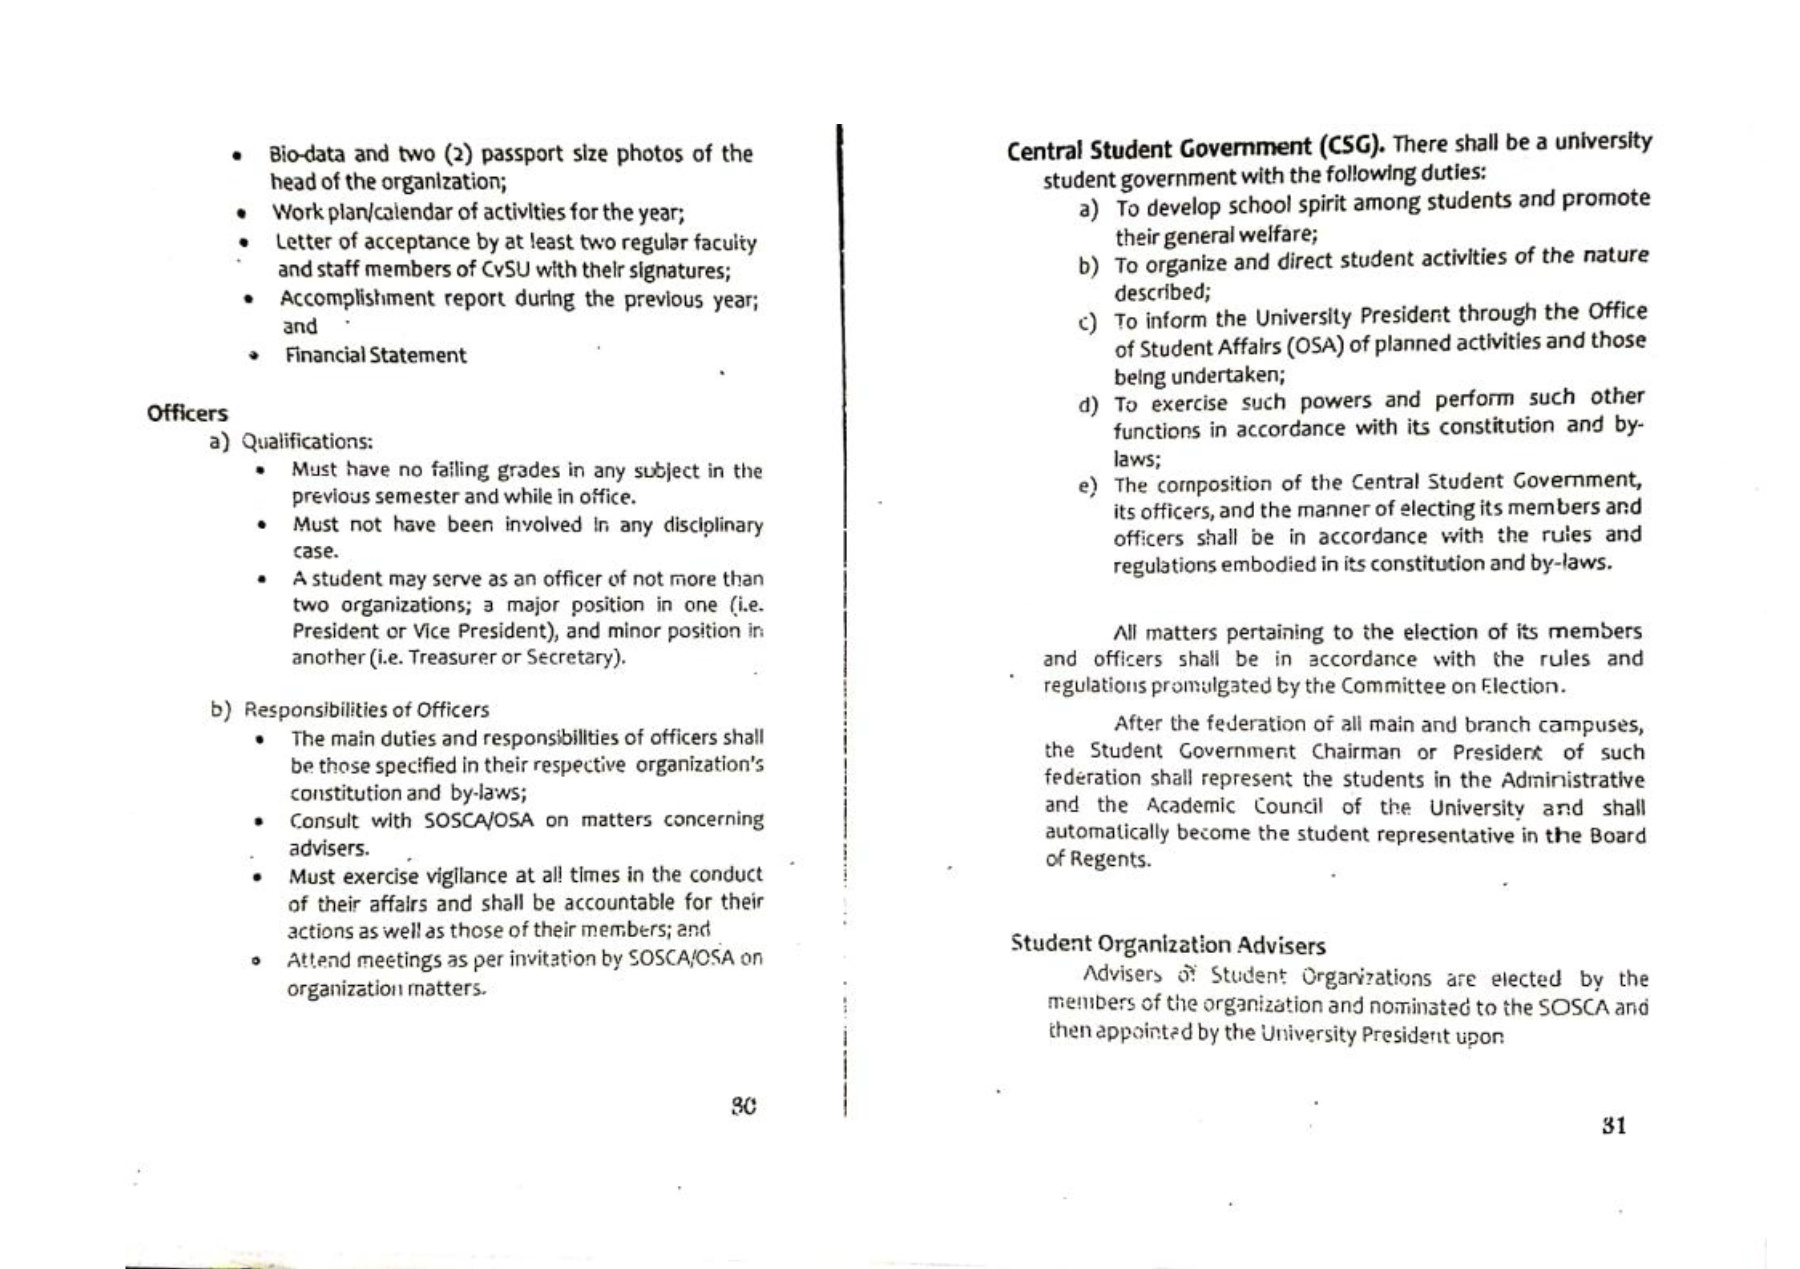 • Bio-data and two (2) passport size photos of the
head of the organization;
• Work plan/calendar of activities for the year;
• Letter of acceptance by at least two regular faculty
and staff members of CvSU with their signatures;
• Accomplishment report during the previous year;
and
• Financial Statement
Officers
a) Qualifications:
• Must have no failing grades in any subject in the
previous semester and while in office.
• Must not have been involved in any disciplinary
case.
• A student may serve as an officer of not more than
two organizations; a major position in one (i.e.
President or Vice President), and minor position in
another (i.e. Treasurer or Secretary).
b) Responsibilities of Officers
• The main duties and responsibilities of officers shall
be those specified in their respective organization's
constitution and by-laws;
• Consult with SOSCA/OSA on matters concerning
advisers.
• Must exercise vigilance at all times in the conduct
of their affairs and shall be accountable for their
actions as well as those of their members; and
• Attend meetings as per invitation by SOSCA/OSA on
organization matters.
30
Central Student Government (CSG). There shall be a university
student government with the following duties:
a) To develop school spirit among students and promote
their general welfare;
b) To organize and direct student activities of the nature
described;
c) To inform the University President through the Office
of Student Affairs (OSA) of planned activities and those
being undertaken;
d) To exercise such powers and perform such other
functions in accordance with its constitution and by-
laws;
e) The composition of the Central Student Government,
its officers, and the manner of electing its members and
officers shall be in accordance with the rules and
regulations embodied in its constitution and by-laws.
All matters pertaining to the election of its members
and officers shall be in accordance with the rules and
regulations promulgated by the Committee on Election.
After the federation of all main and branch campuses,
the Student Government Chairman or President of such
federation shall represent the students in the Administrative
and the Academic Council of the University and shall
automatically become the student representative in the Board
of Regents.
Student Organization Advisers
Advisers of Student Organizations are elected by the
members of the organization and nominated to the SOSCA and
then appointed by the University President upon
31